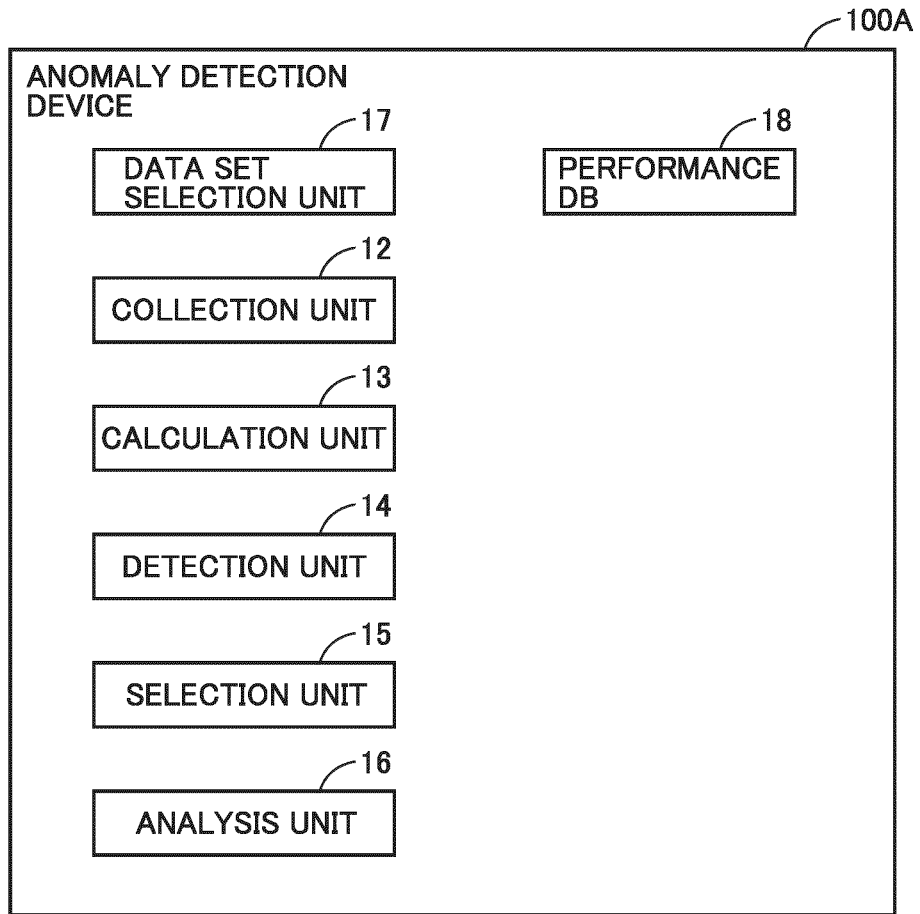 100A
ANOMALY DETECTION
DEVICE
17
DATA SET
SELECTION UNIT
18
PERFORMANCE
DB
12
COLLECTION UNIT
13
CALCULATION UNIT
14
DETECTION UNIT
15
SELECTION UNIT
16
ANALYSIS UNIT